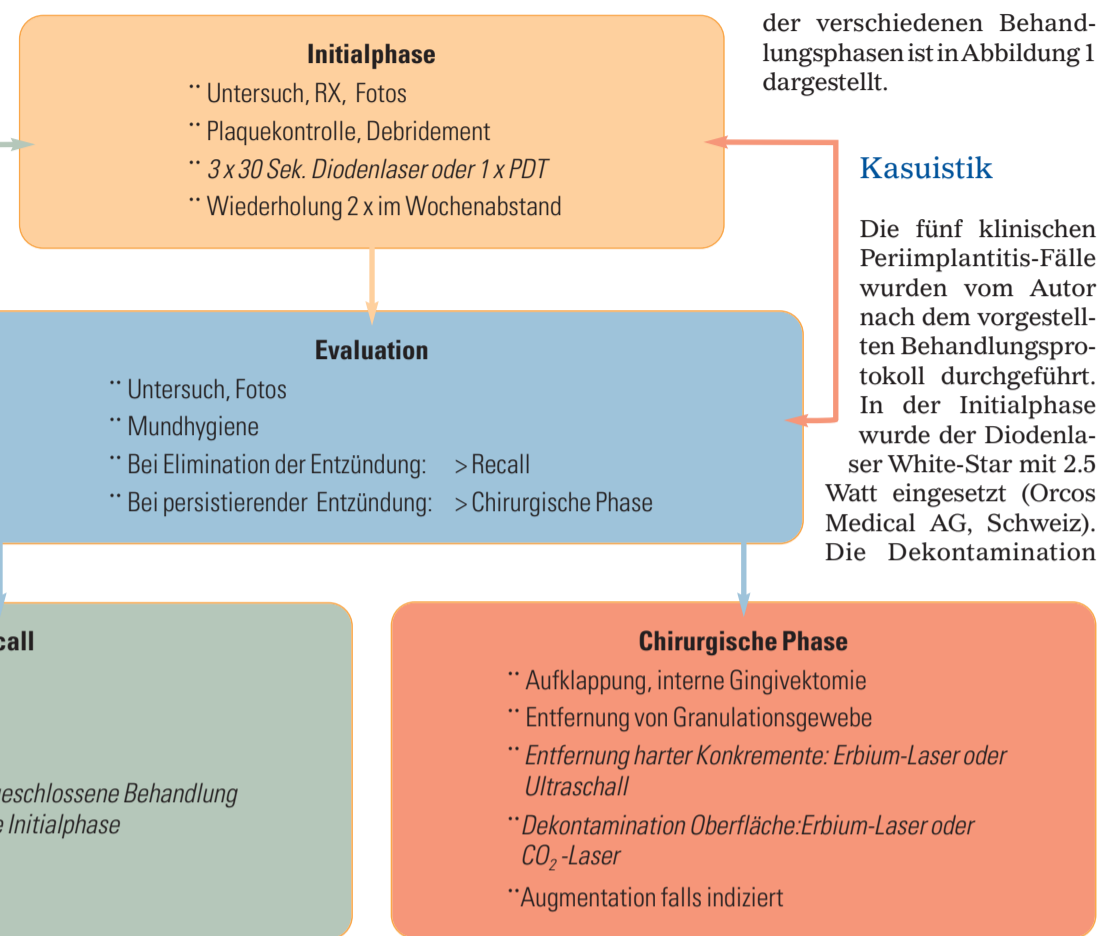 der verschiedenen Behand-
lungsphasen ist in Abbildung 1
dargestellt.
Initialphase
¨ Untersuch, RX, Fotos
¨ Plaquekontrolle, Debridement
¨ 3 x 30 Sek. Diodenlaser oder 1 x PDT
¨ Wiederholung 2 x im Wochenabstand
Kasuistik
Die fünf klinischen
Periimplantitis-Fälle
wurden vom Autor
nach dem vorgestell-
ten Behandlungspro-
tokoll durchgeführt.
In der Initialphase
wurde der Diodenla-
ser White-Star mit 2.5
Watt eingesetzt (Orcos
Medical AG, Schweiz).
Die Dekontamination
Evaluation
¨ Untersuch, Fotos
¨ Mundhygiene
¨ Bei Elimination der Entzündung: > Recall
¨ Bei persistierender Entzündung: > Chirurgische Phase
call
geschlossene Behandlung
e Initialphase
Chirurgische Phase
¨ Aufklappung, interne Gingivektomie
¨ Entfernung von Granulationsgewebe
¨ Entfernung harter Konkremente: Erbium-Laser oder
Ultraschall
¨ Dekontamination Oberfläche:Erbium-Laser oder
CO₂ -Laser
¨Augmentation falls indiziert